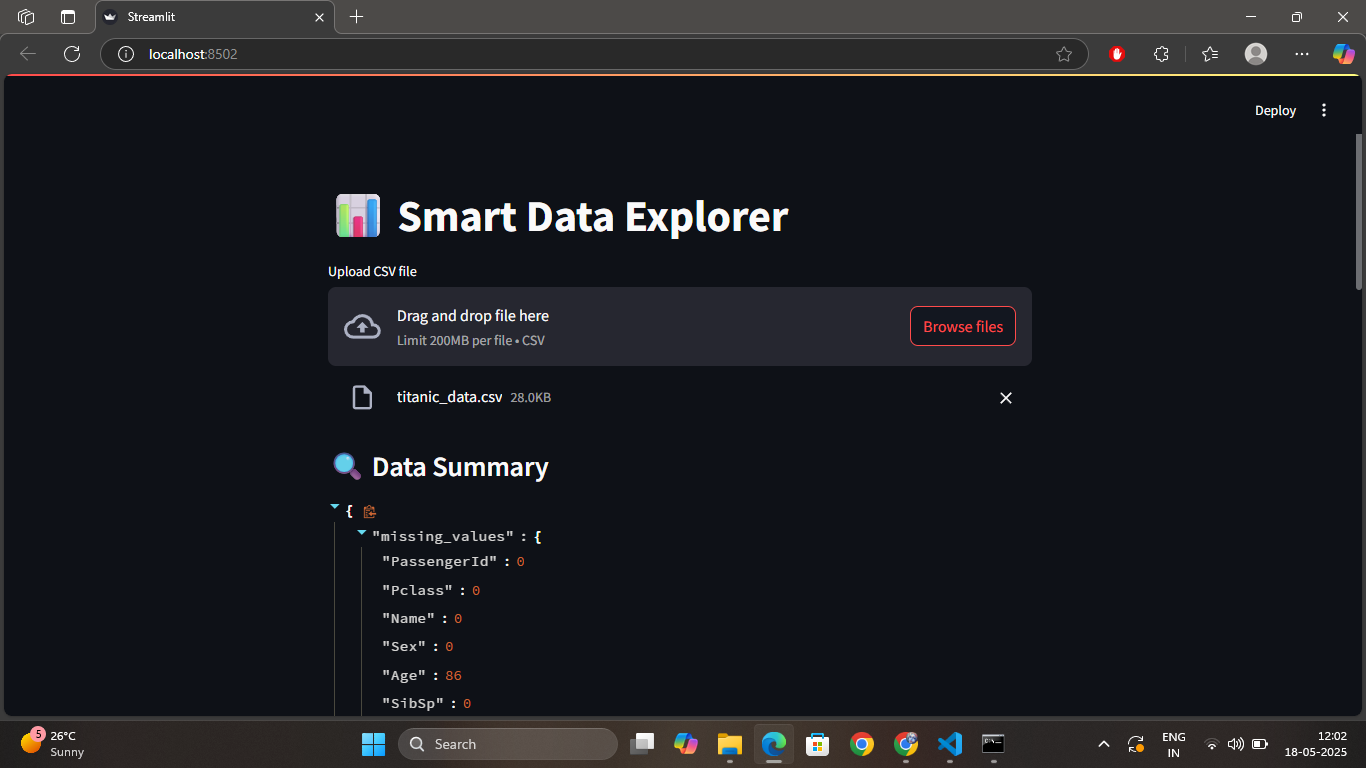 Streamlit
localhost:8502
Deploy
Smart Data Explorer
Upload CSV file
Drag and drop file here
Limit 200MB per file • CSV
Browse files
titanic_data.csv 28.0KB
Data Summary
{
"missing_values" : {
"PassengerId" : 0
"Pclass" : 0
"Name" : 0
"Sex" : 0
"Age" : 86
"SibSp" : 0
5
26°C
Sunny
Search
ENG
IN
12:02
18-05-2025